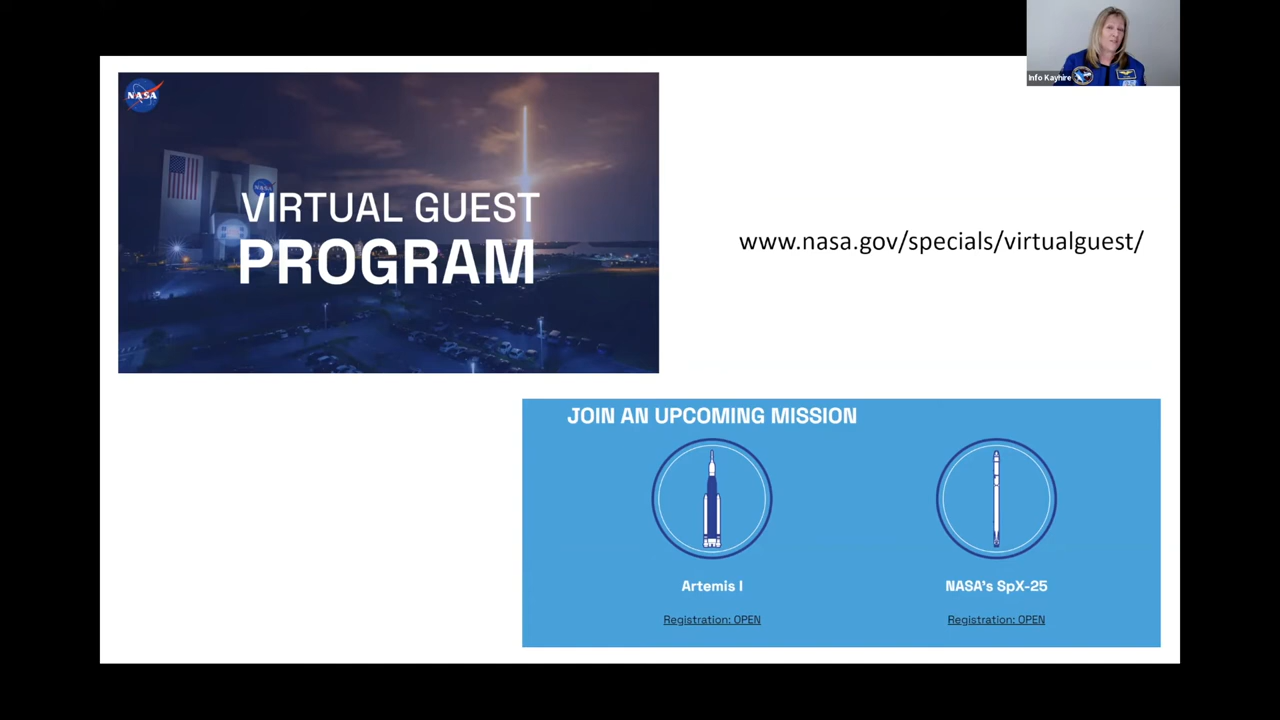 Info Kayhire
NASA
NASA
VIRTUAL GUEST
PROGRAM
www.nasa.gov/specials/virtualguest/
JOIN AN UPCOMING MISSION
Artemis I
NASA's SpX-25
Registration: OPEN
Registration: OPEN